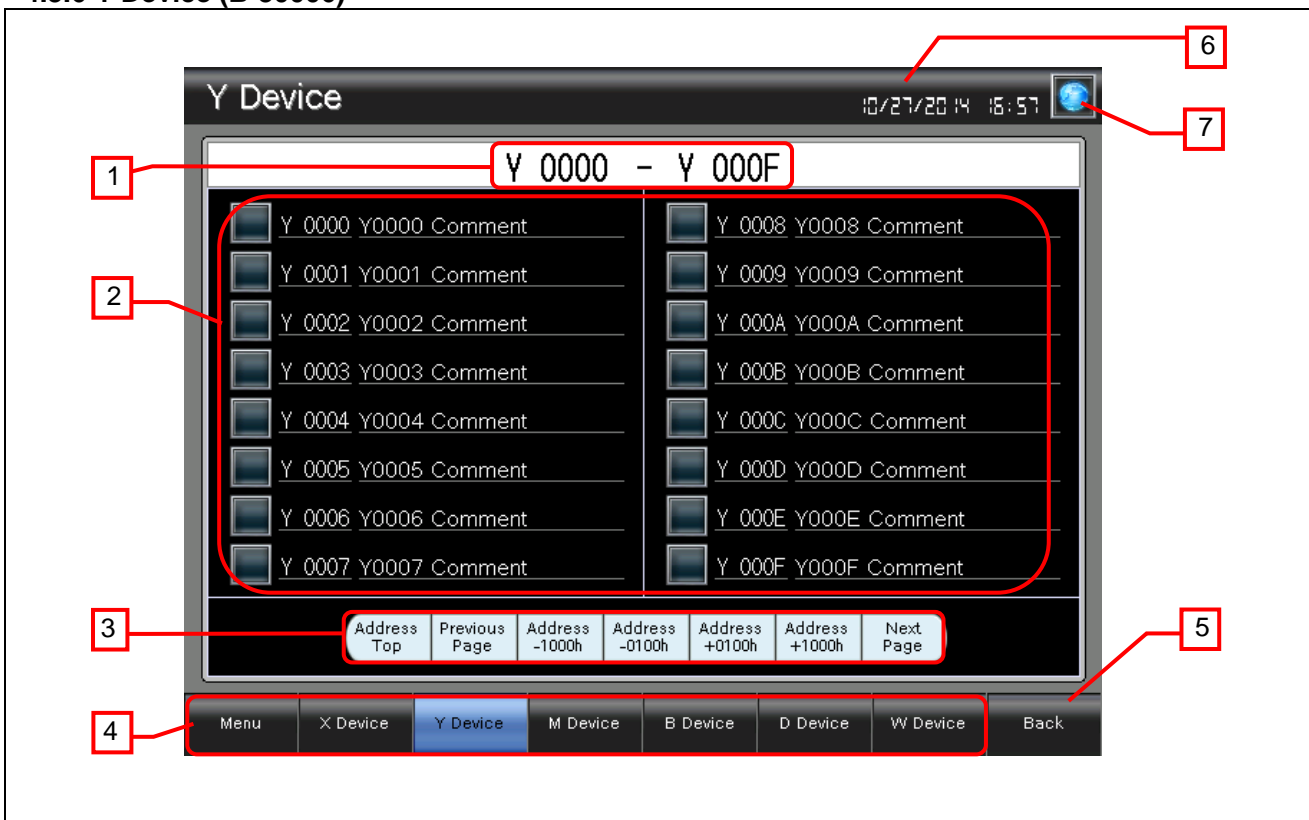 6
Y Device
10/27/2014 16:57
7
1
Y 0000 - Y 000F
2
Y 0000 Y0000 Comment
Y 0001 Y0001 Comment
Y 0002 Y0002 Comment
Y 0003 Y0003 Comment
Y 0004 Y0004 Comment
Y 0005 Y0005 Comment
Y 0006 Y0006 Comment
Y 0007 Y0007 Comment
Y 0008 Y0008 Comment
Y 0009 Y0009 Comment
Y 000A Y000A Comment
Y 000B Y000B Comment
Y 000C Y000C Comment
Y 000D Y000D Comment
Y 000E Y000E Comment
Y 000F Y000F Comment
3
Address
Top
Previous
Page
Address
-1000h
Address
-0100h
Address
+0100h
Address
+1000h
Next
Page
5
4
Menu
X Device
Y Device
M Device
B Device
D Device
W Device
Back